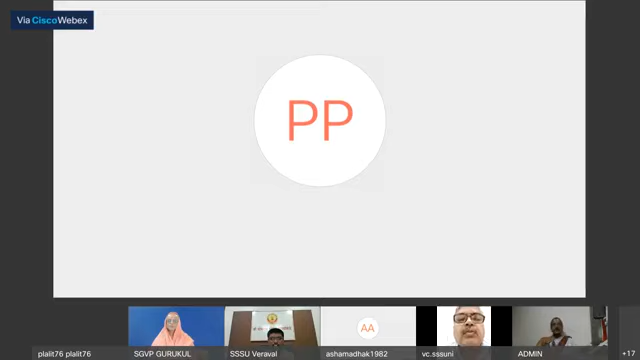 Via CiscoWebex
PP
AA
plalit76 plalit76
SGVP GURUKUL
SSSU Veraval
ashamadhak1982
vc.sssuni
ADMIN
+17